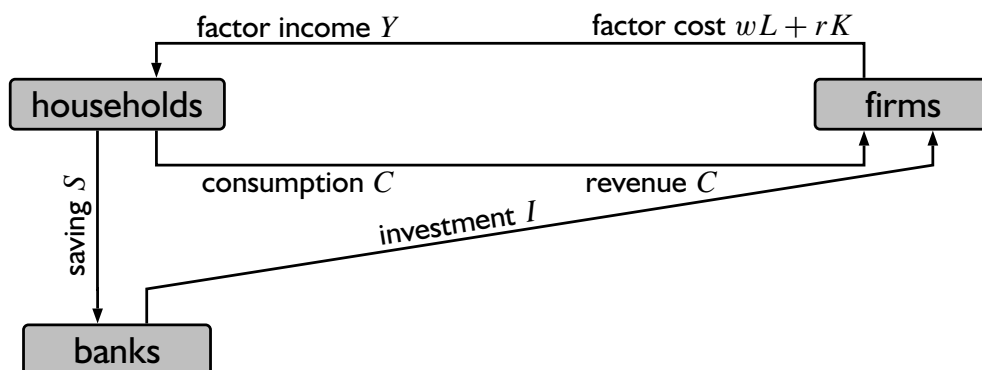 factor income Y
factor cost wL + rK
households
firms
consumption C
revenue C
saving S
investment I
banks